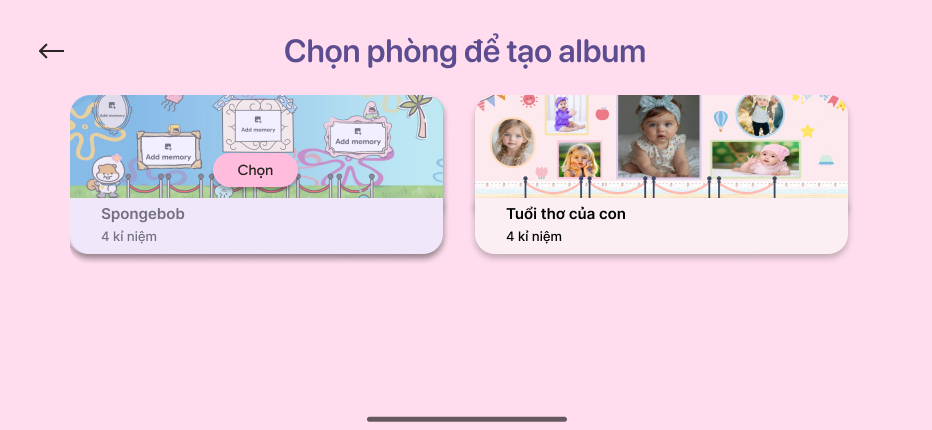 Chọn phòng để tạo album
Add memory
Add memory
Add memory
Add memory
Chọn
Spongebob
4 kỉ niệm
Tuổi thơ của con
4 kỉ niệm